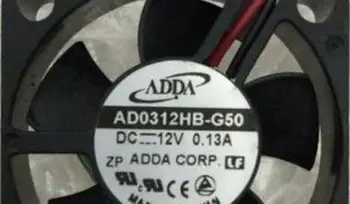 ADDA
AD0312HB-G50
DC⎓12V 0.13A
ZP ADDA CORP. LF